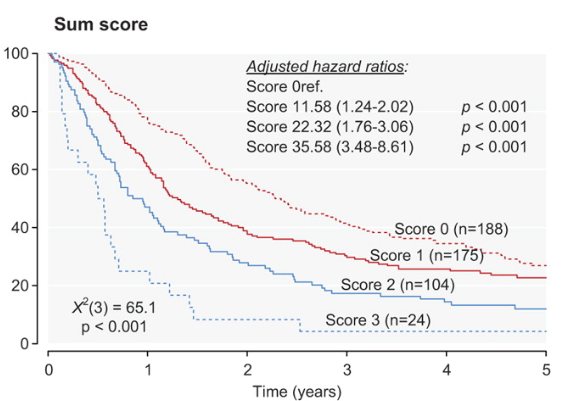 Sum score
100
80
60
40
20
0
Adjusted hazard ratios:
Score 0ref.
Score 11.58 (1.24-2.02) p < 0.001
Score 22.32 (1.76-3.06) p < 0.001
Score 35.58 (3.48-8.61) p < 0.001
Score 0 (n=188)
Score 1 (n=175)
Score 2 (n=104)
Score 3 (n=24)
X²(3) = 65.1
p < 0.001
0 1 2 3 4 5
Time (years)